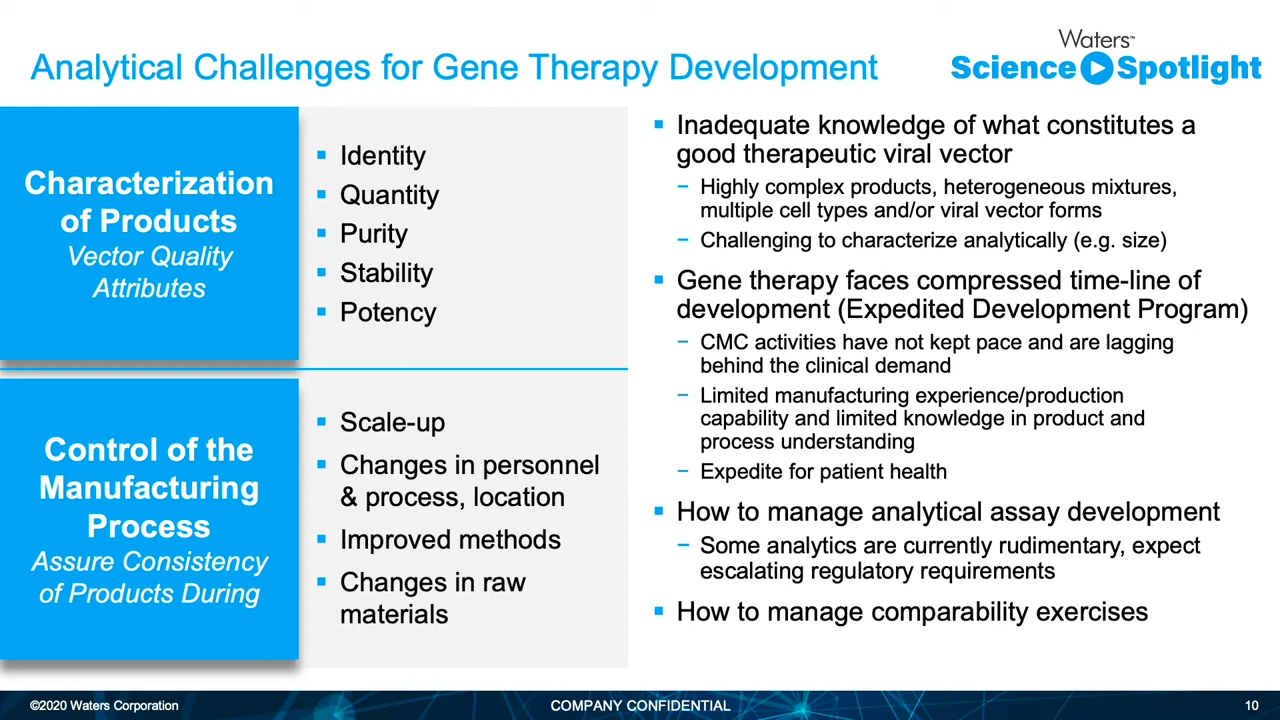 Analytical Challenges for Gene Therapy Development
Waters™
Science Spotlight
Characterization
of Products
Vector Quality
Attributes
▪ Identity
▪ Quantity
▪ Purity
▪ Stability
▪ Potency
Control of the
Manufacturing
Process
Assure Consistency
of Products During
▪ Scale-up
▪ Changes in personnel
& process, location
▪ Improved methods
▪ Changes in raw
materials
▪ Inadequate knowledge of what constitutes a
good therapeutic viral vector
− Highly complex products, heterogeneous mixtures,
multiple cell types and/or viral vector forms
− Challenging to characterize analytically (e.g. size)
▪ Gene therapy faces compressed time-line of
development (Expedited Development Program)
− CMC activities have not kept pace and are lagging
behind the clinical demand
− Limited manufacturing experience/production
capability and limited knowledge in product and
process understanding
− Expedite for patient health
▪ How to manage analytical assay development
− Some analytics are currently rudimentary, expect
escalating regulatory requirements
▪ How to manage comparability exercises
©2020 Waters Corporation
COMPANY CONFIDENTIAL
10